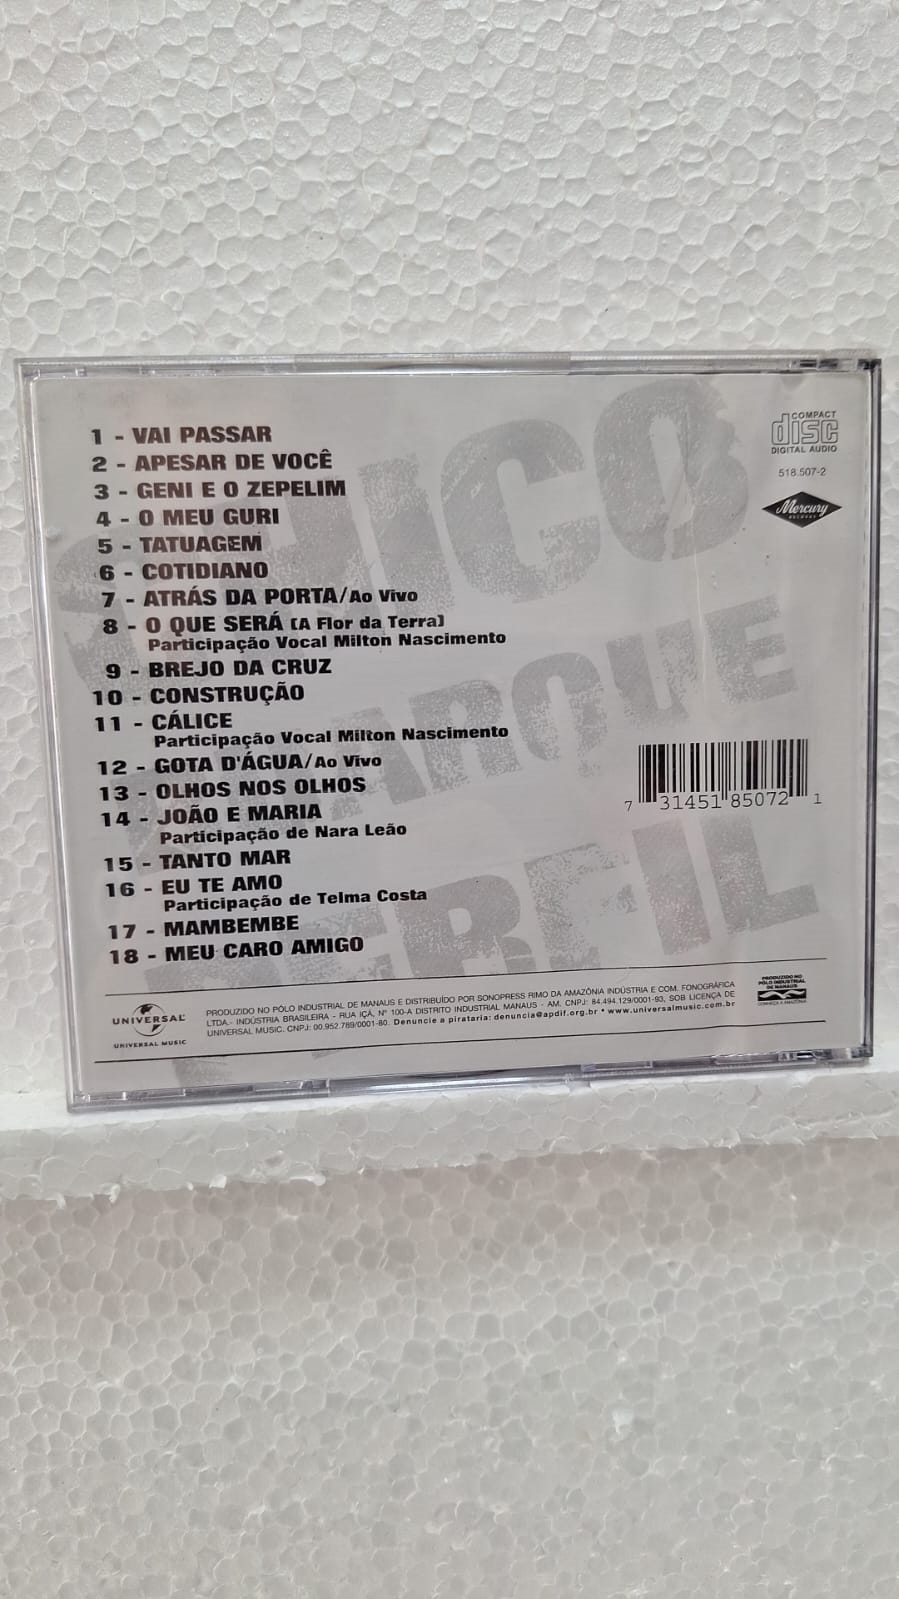 CHICO
BUARQUE
PERFIL
1 - VAI PASSAR
2 - APESAR DE VOCÊ
3 - GENI E O ZEPELIM
4 - O MEU GURI
5 - TATUAGEM
6 - COTIDIANO
7 - ATRÁS DA PORTA/Ao Vivo
8 - O QUE SERÁ (A Flor da Terra)
Participação Vocal Milton Nascimento
9 - BREJO DA CRUZ
10 - CONSTRUÇÃO
11 - CÁLICE
Participação Vocal Milton Nascimento
12 - GOTA D'ÁGUA/Ao Vivo
13 - OLHOS NOS OLHOS
14 - JOÃO E MARIA
Participação de Nara Leão
15 - TANTO MAR
16 - EU TE AMO
Participação de Telma Costa
17 - MAMBEMBE
18 - MEU CARO AMIGO
COMPACT
disc
DIGITAL AUDIO
518.507-2
Mercury
RECORDS
7 31451 85072 1
UNIVERSAL
UNIVERSAL MUSIC
PRODUZIDO NO PÓLO INDUSTRIAL DE MANAUS E DISTRIBUÍDO POR SONOPRESS RIMO DA AMAZÔNIA INDÚSTRIA E COM. FONOGRÁFICA
LTDA.- INDÚSTRIA BRASILEIRA - RUA IÇÁ, Nº 100-A DISTRITO INDUSTRIAL MANAUS - AM. CNPJ: 84.494.129/0001-93, SOB LICENÇA DE
UNIVERSAL MUSIC. CNPJ: 00.952.789/0001-80. Denuncie a pirataria: denuncia@apdif.org.br • www.universalmusic.com.br
PRODUZIDO NO
PÓLO INDUSTRIAL
DE MANAUS
CONHEÇA A AMAZÔNIA